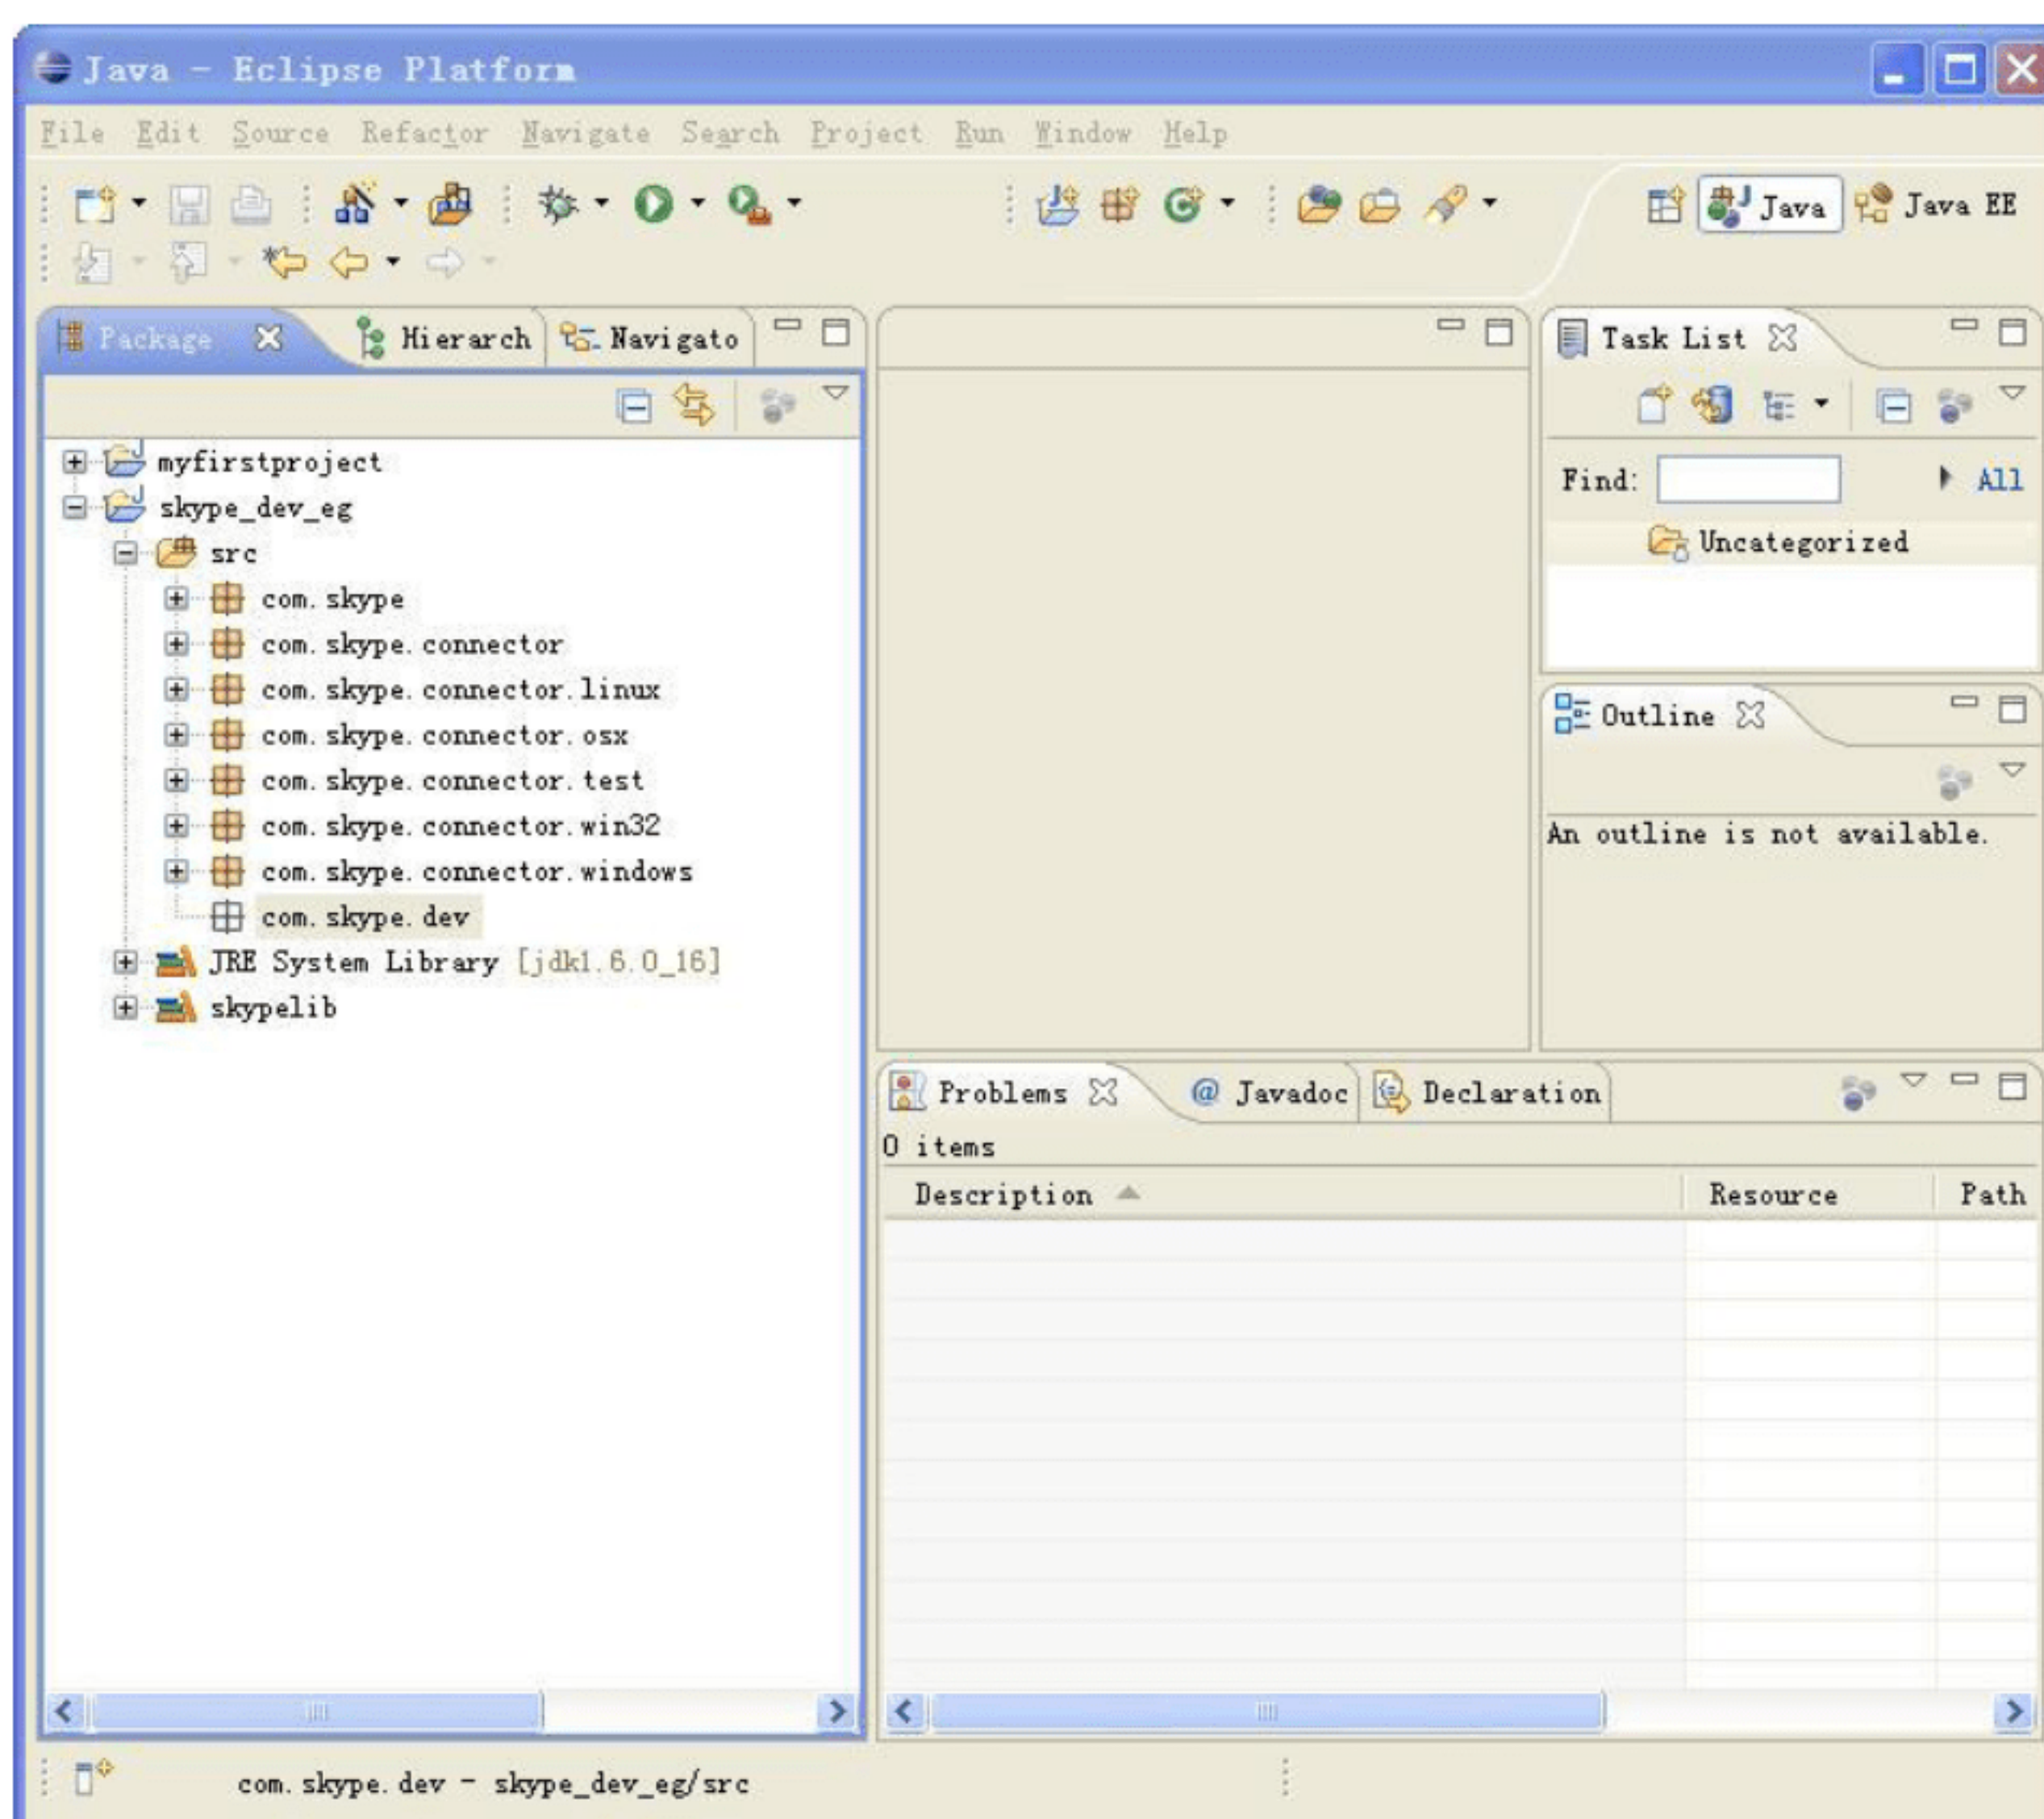 Java - Eclipse Platform
File Edit Source Refactor Navigate Search Project Run Window Help
Java Java EE
Package Hierarch Navigato
Task List
myfirstproject
skype_dev_eg
src
com.skype
com.skype.connector
com.skype.connector.linux
com.skype.connector.osx
com.skype.connector.test
com.skype.connector.win32
com.skype.connector.windows
com.skype.dev
JRE System Library [jdk1.6.0_16]
skypelib
Find: All
Uncategorized
Outline
An outline is not available.
Problems @ Javadoc Declaration
0 items
Description Resource Path
com.skype.dev - skype_dev_eg/src